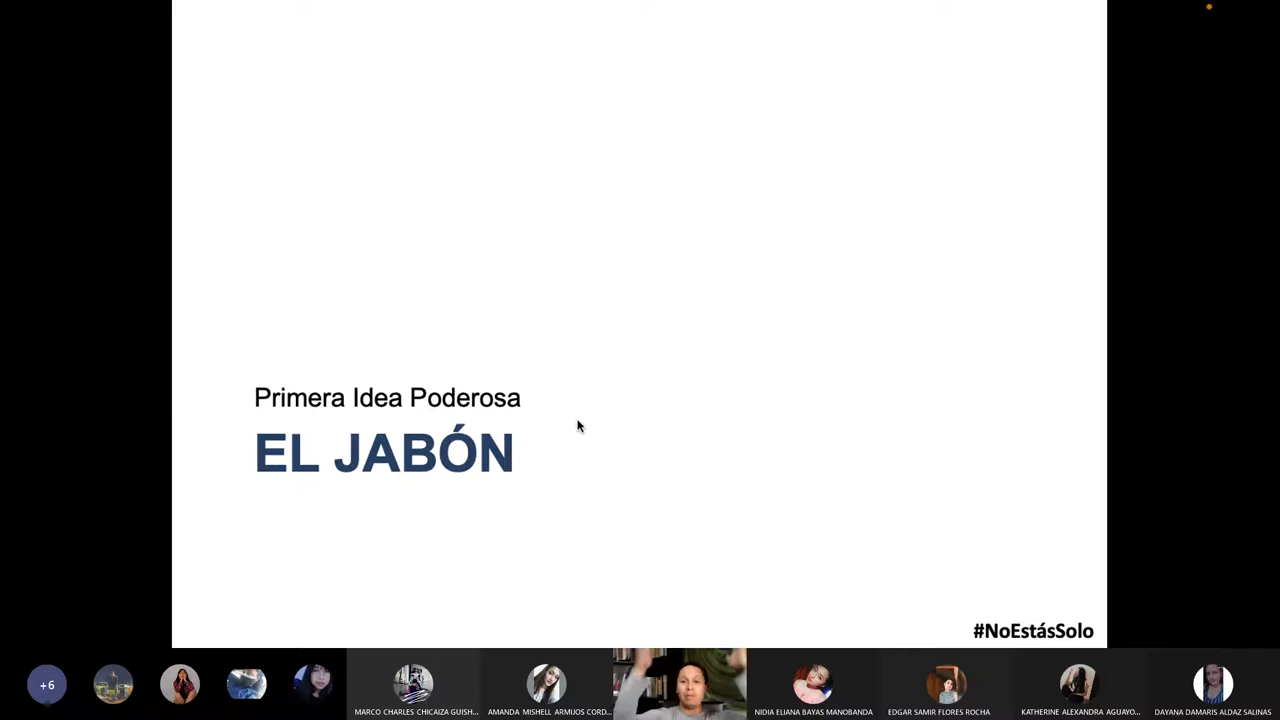 Primera Idea Poderosa
EL JABÓN
#NoEstásSolo
+6
MARCO CHARLES CHICAIZA GUISH...
AMANDA MISHELL ARMIJOS CORD...
NIDIA ELIANA BAYAS MANOBANDA
EDGAR SAMIR FLORES ROCHA
KATHERINE ALEXANDRA AGUAYO...
DAYANA DAMARIS ALDAZ SALINAS